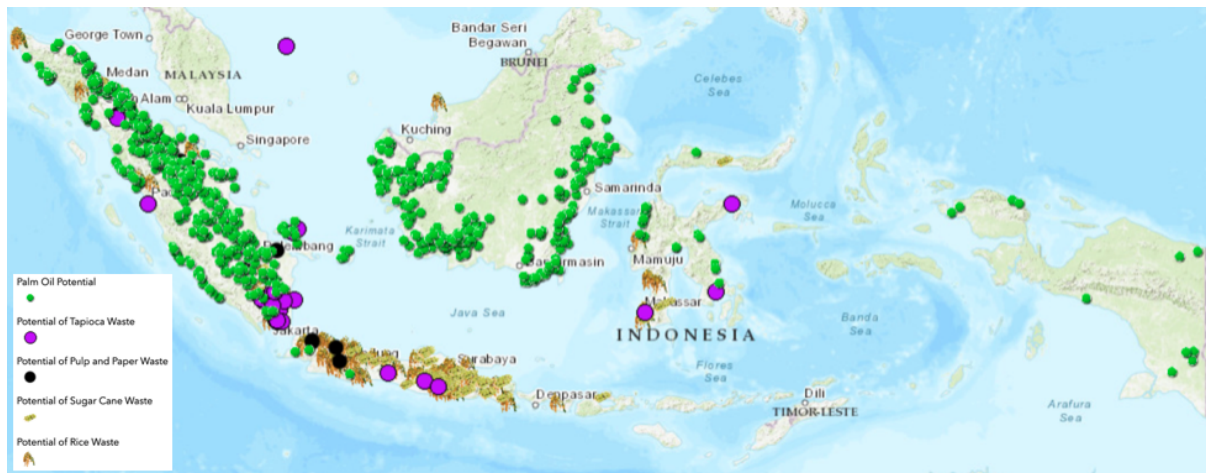 George Town
Bandar Seri
Begawan
BRUNEI
Medan
MALAYSIA
Alam
Kuala Lumpur
Celebes
Sea
Kuching
Singapore
Samarinda
Makassar
Strait
Molucca
Sea
Karimata
Strait
Mamuju
Java Sea
Makassar
Banda
Sea
INDONESIA
Jakarta
Surabaya
Flores
Sea
Denpasar
Dili
TIMOR-LESTE
Arafura
Sea
Palm Oil Potential
Potential of Tapioca Waste
Potential of Pulp and Paper Waste
Potential of Sugar Cane Waste
Potential of Rice Waste